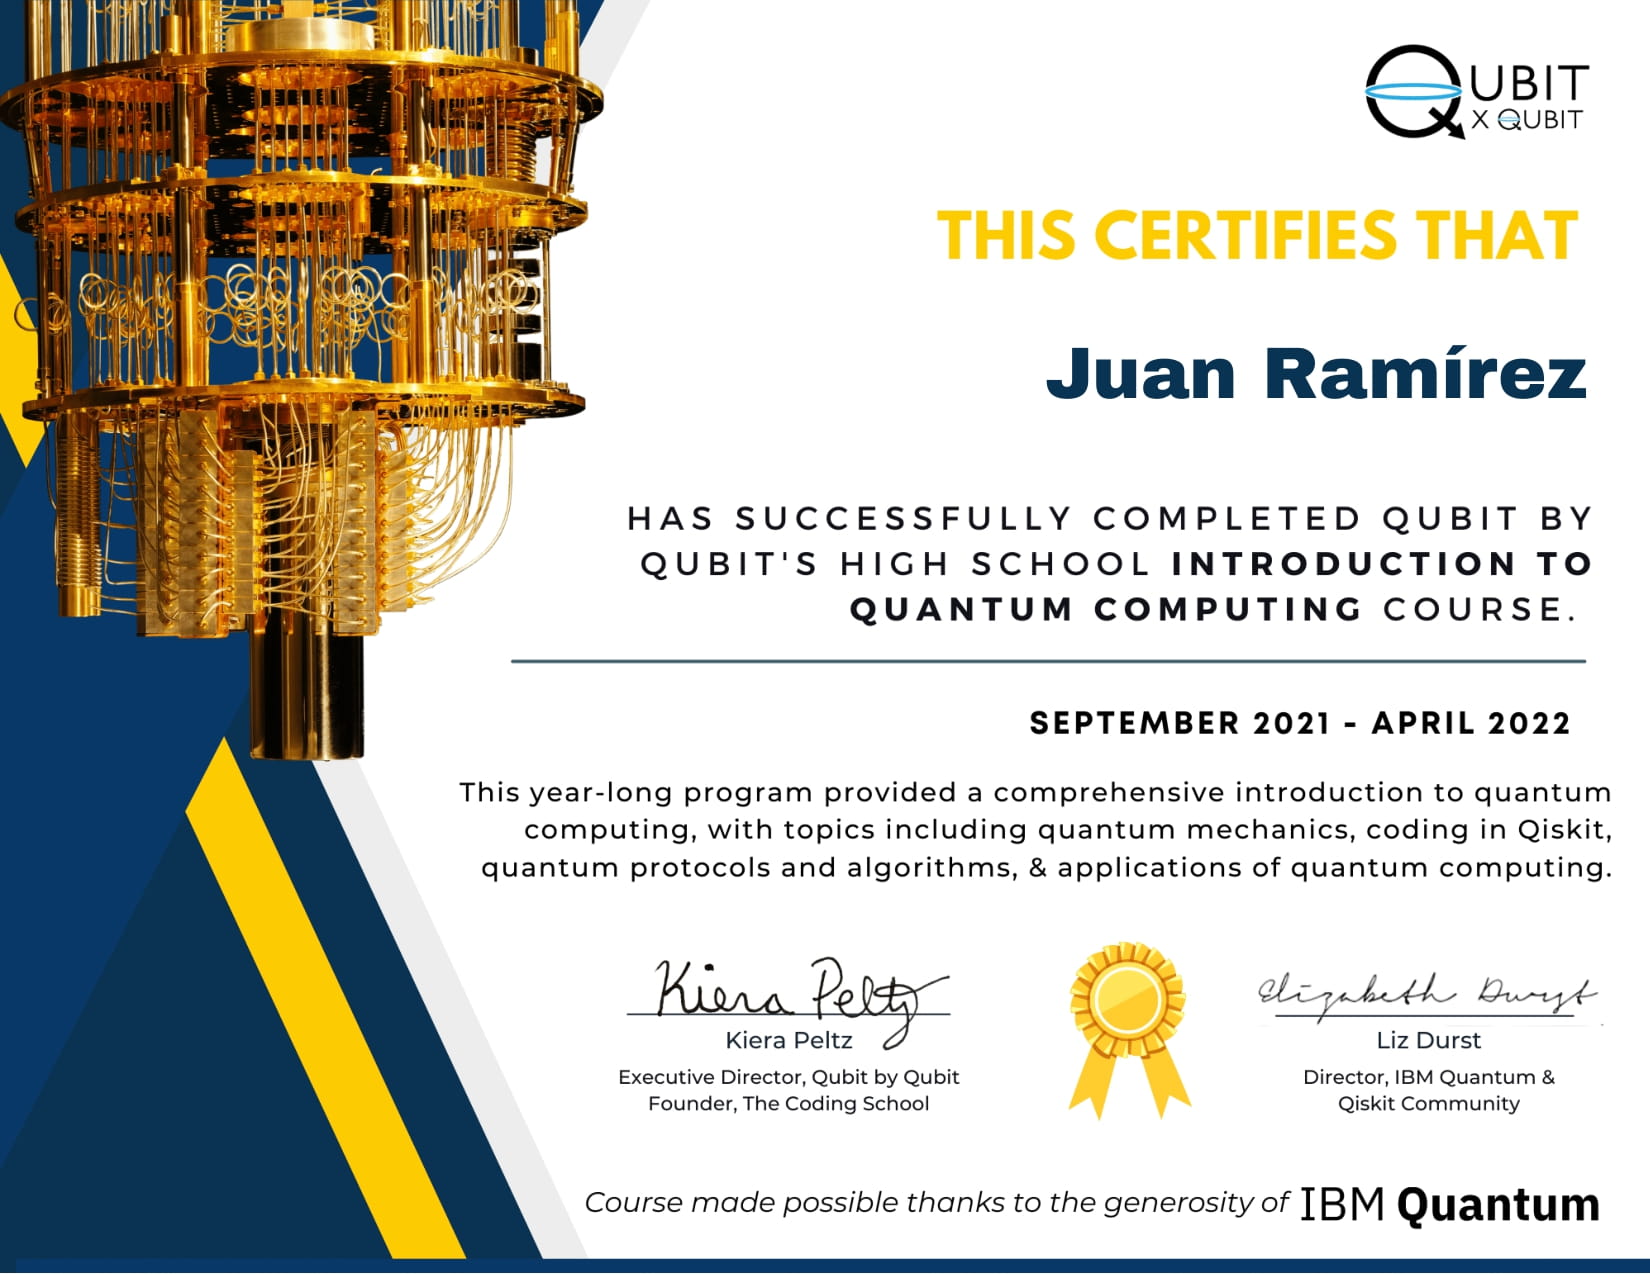 QUBIT
X QUBIT
THIS CERTIFIES THAT
Juan Ramírez
HAS SUCCESSFULLY COMPLETED QUBIT BY
QUBIT'S HIGH SCHOOL INTRODUCTION TO
QUANTUM COMPUTING COURSE.
SEPTEMBER 2021 - APRIL 2022
This year-long program provided a comprehensive introduction to quantum
computing, with topics including quantum mechanics, coding in Qiskit,
quantum protocols and algorithms, & applications of quantum computing.
Kiera Peltz
Kiera Peltz
Executive Director, Qubit by Qubit
Founder, The Coding School
Elizabeth Durst
Liz Durst
Director, IBM Quantum &
Qiskit Community
Course made possible thanks to the generosity of IBM Quantum